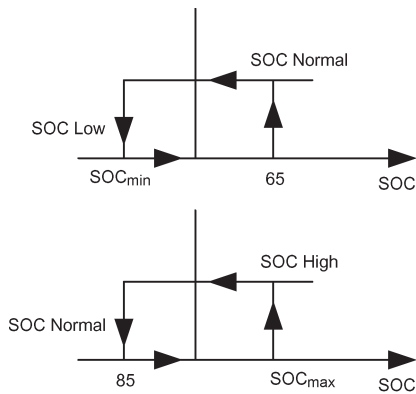 SOC Normal
SOC Low
SOCmin
65
SOC
SOC High
SOC Normal
85
SOCmax
SOC